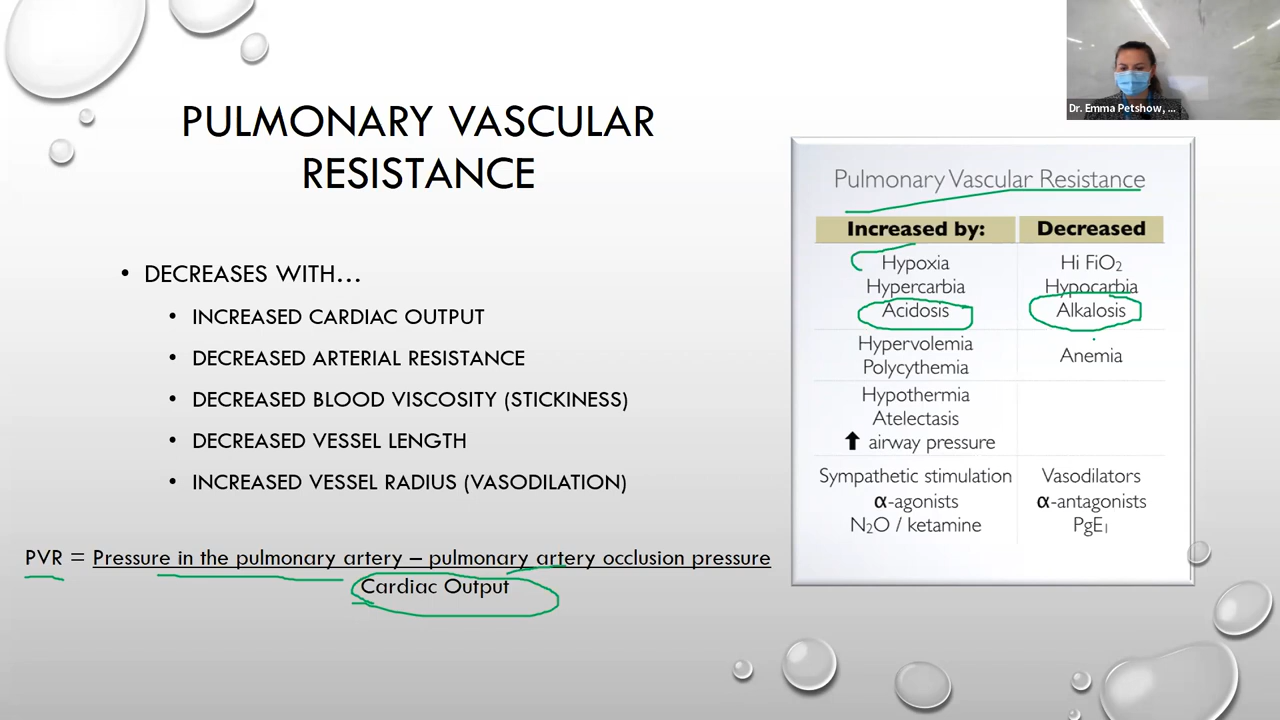 Dr. Emma Petshow, ...
PULMONARY VASCULAR
RESISTANCE
• DECREASES WITH...
• INCREASED CARDIAC OUTPUT
• DECREASED ARTERIAL RESISTANCE
• DECREASED BLOOD VISCOSITY (STICKINESS)
• DECREASED VESSEL LENGTH
• INCREASED VESSEL RADIUS (VASODILATION)
PVR = Pressure in the pulmonary artery – pulmonary artery occlusion pressure
Cardiac Output
Pulmonary Vascular Resistance
Increased by: Decreased
Hypoxia Hi FiO₂
Hypercarbia Hypocarbia
Acidosis Alkalosis
Hypervolemia
Polycythemia
Anemia
Hypothermia
Atelectasis
⬆ airway pressure
Sympathetic stimulation Vasodilators
α-agonists α-antagonists
N₂O / ketamine PgE₁